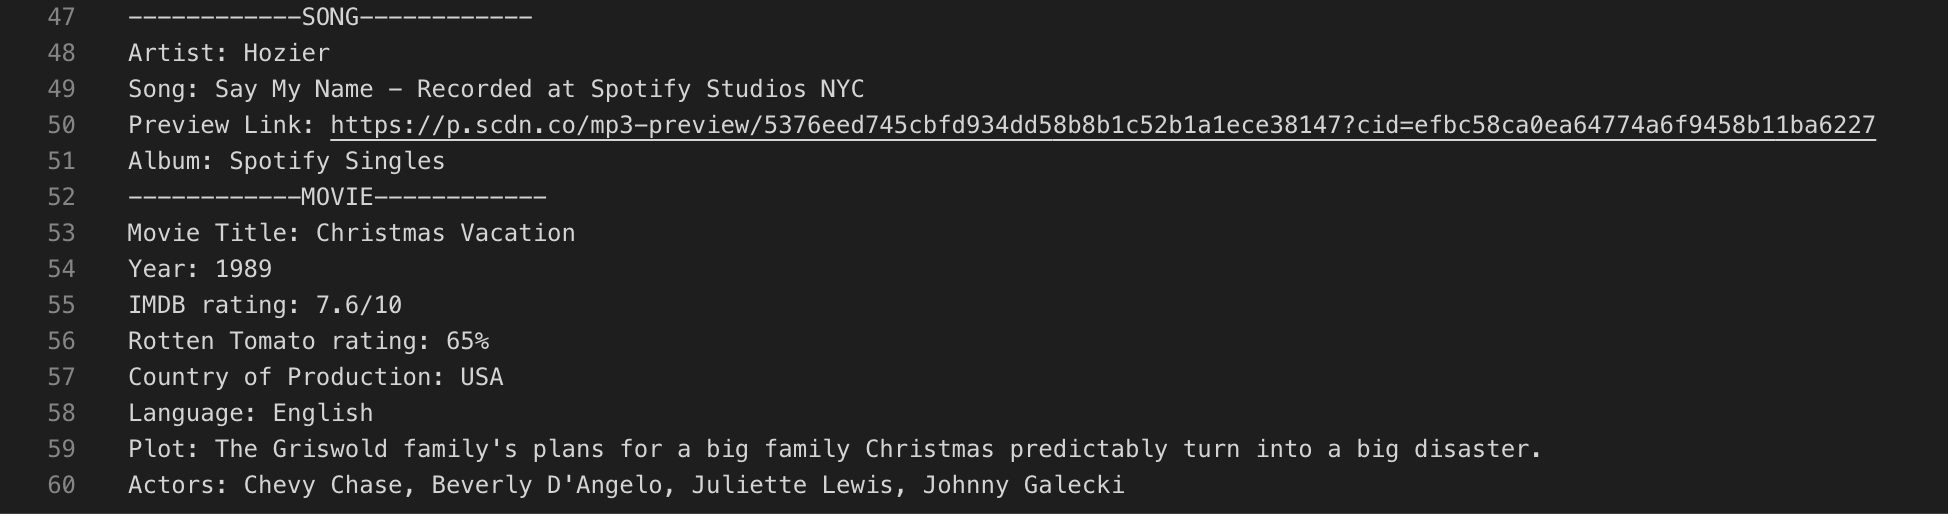 47 ------------SONG------------
48 Artist: Hozier
49 Song: Say My Name - Recorded at Spotify Studios NYC
50 Preview Link: https://p.scdn.co/mp3-preview/5376eed745cbfd934dd58b8b1c52b1a1ece38147?cid=efbc58ca0ea64774a6f9458b11ba6227
51 Album: Spotify Singles
52 ------------MOVIE------------
53 Movie Title: Christmas Vacation
54 Year: 1989
55 IMDB rating: 7.6/10
56 Rotten Tomato rating: 65%
57 Country of Production: USA
58 Language: English
59 Plot: The Griswold family's plans for a big family Christmas predictably turn into a big disaster.
60 Actors: Chevy Chase, Beverly D'Angelo, Juliette Lewis, Johnny Galecki